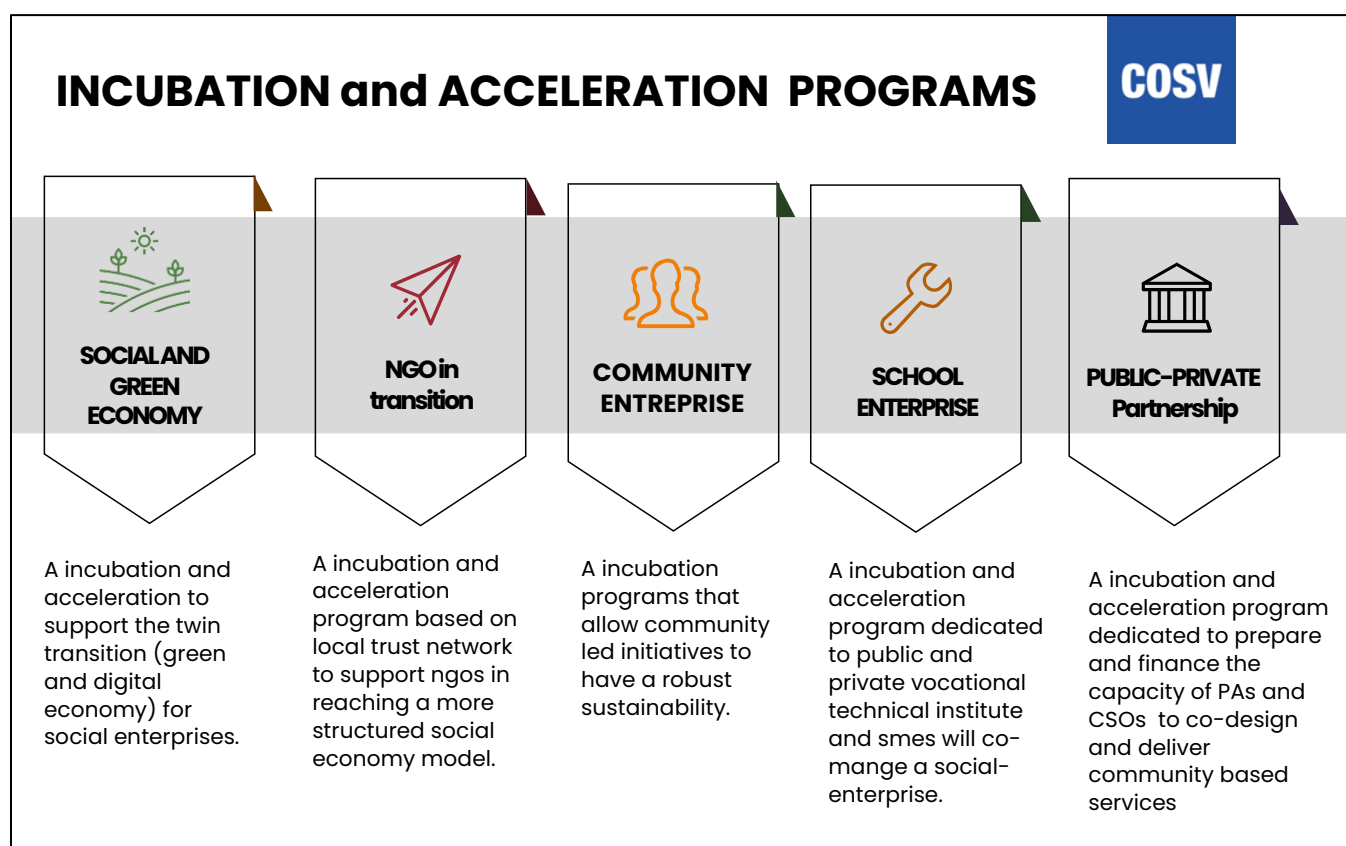 INCUBATION and ACCELERATION PROGRAMS
COSV
SOCIAL AND
GREEN
ECONOMY
A incubation and
acceleration to
support the twin
transition (green
and digital
economy) for
social enterprises.
NGO in
transition
A incubation and
acceleration
program based on
local trust network
to support ngos in
reaching a more
structured social
economy model.
COMMUNITY
ENTREPRISE
A incubation
programs that
allow community
led initiatives to
have a robust
sustainability.
SCHOOL
ENTERPRISE
A incubation and
acceleration
program dedicated
to public and
private vocational
technical institute
and smes will co-
mange a social-
enterprise.
PUBLIC-PRIVATE
Partnership
A incubation and
acceleration program
dedicated to prepare
and finance the
capacity of PAs and
CSOs to co-design
and deliver
community based
services